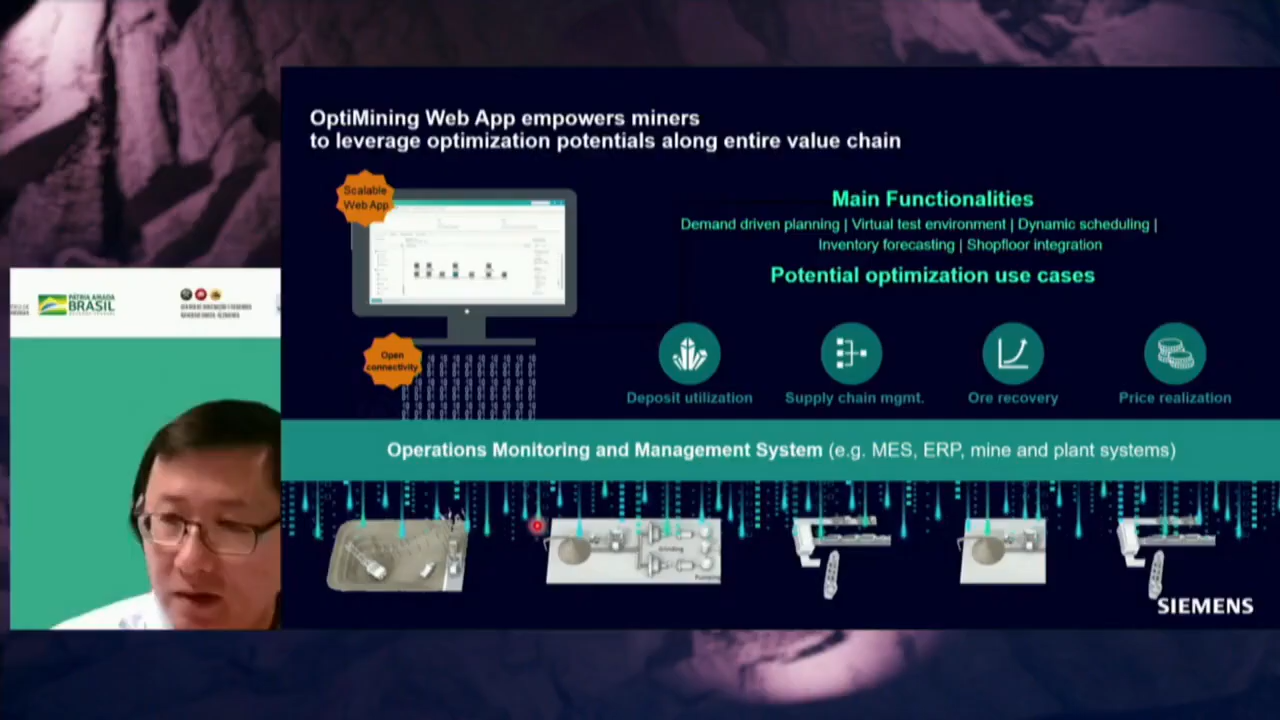 OptiMining Web App empowers miners
to leverage optimization potentials along entire value chain
Scalable
Web App
Main Functionalities
Demand driven planning | Virtual test environment | Dynamic scheduling |
Inventory forecasting | Shopfloor integration
Potential optimization use cases
PÁTRIA AMADA
BRASIL
Open
connectivity
Deposit utilization
Supply chain mgmt.
Ore recovery
Price realization
Operations Monitoring and Management System (e.g. MES, ERP, mine and plant systems)
Grinding
Pumping
SIEMENS